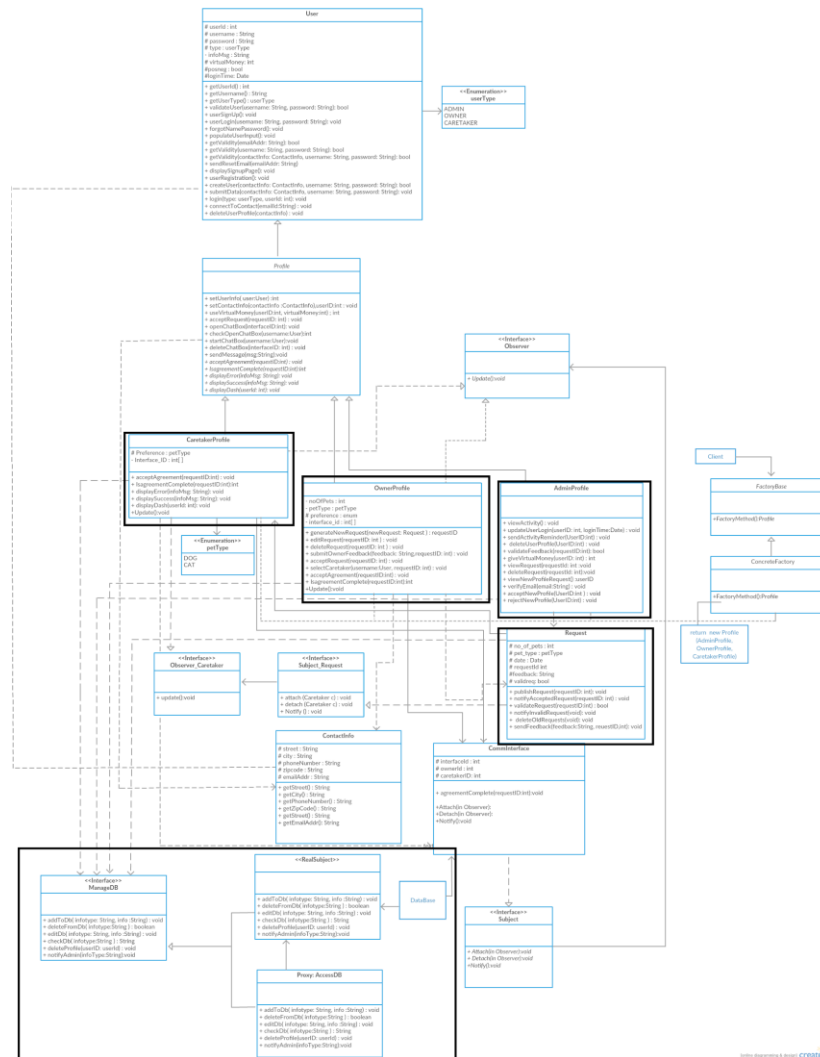 User
# userId : int
# username : String
# password : String
# type : userType
- infoMsg : String
# virtualMoney: int
#posneg : bool
#loginTime: Date
+ getUserId() : int
+ getUsername() : String
+ getUserType() : userType
+ validateUser(username: String, password: String): bool
+ userSignUp(): void
+ userLogin(username: String, password: String): void
+ forgotNamePassword(): void
+ populateUserInput(): void
+ getValidity(emailAddr: String): bool
+ getValidity(username: String, password: String): bool
+ getValidity(contactInfo: ContactInfo, username: String, password: String): bool
+ sendResetEmail(emailAddr: String)
+ displaySignupPage(): void
+ userRegistration(): void
+ createUser(contactInfo: ContactInfo, username: String, password: String): bool
+ submitData(contactInfo: ContactInfo, username: String, password: String): void
+ login(type: userType, userId: int): void
+ connectToContact(emailId:String): void
+ deleteUserProfile(contactInfo) : void
<<Enumeration>>
userType
ADMIN
OWNER
CARETAKER
Profile
+ setUserInfo( user:User) :int
+ setContactInfo(contactInfo :ContactInfo),userID:int : void
+ useVirtualMoney(userID:int, virtualMoney:int) : int
+ acceptRequest(requestID: int) : void
+ openChatBox(interfaceID:int): void
+ checkOpenChatBox(username:User):int
+ startChatBox(username:User):void
+ deleteChatBox(interfaceID: int) : void
+ sendMessage(msg:String):void
+ acceptAgreement(requestID:int) : void
+ isagreementComplete(requestID:int):int
+ displayError(InfoMsg: String): void
+ displaySuccess(infoMsg: String): void
+ displayDash(userId: int): void
<<Interface>>
Observer
+ Update():void
CaretakerProfile
# Preference : petType
- Interface_ID : int[ ]
+ acceptAgreement(requestID:int) : void
+ isagreementComplete(requestID:int):int
+ displayError(infoMsg: String): void
+ displaySuccess(infoMsg: String): void
+ displayDash(userId: int): void
+Update():void
OwnerProfile
- noOfPets : int
- petType : petType
# preference - enum
- interface_id : int[ ]
+ generateNewRequest(newRequest: Request ) : requestID
+ editRequest(requestID: int ) : void
+ deleteRequest(requestID: int ) : void
+ submitOwnerFeedback(feedback: String,requestID: int): void
+ acceptRequest(requestID: int) : void
+ selectCaretaker(username:User, requestID: int): void
+ acceptAgreement(requestID:int) : void
+ isagreementComplete(requestID:int):int
+Update():void
AdminProfile
+ viewActivity() : void
+ updateUserLogin(userID: int, loginTime:Date): void
+ sendActivityReminder(UserID:int): void
+ deleteUserProfile(UserID:int) : void
+ validateFeedback(requestID:int): bool
+ giveVirtualMoney(userID: int) : void
+ viewRequest(requestId: int): void
+ deleteRequest(requestId: int):void
+ viewNewProfileRequest() : userID
+ verifyEmail(email: String): void
+ acceptNewProfile(UserID:int ) : void
+ rejectNewProfile(UserID:int): void
Client
FactoryBase
+FactoryMethod():Profile
ConcreteFactory
+FactoryMethod():Profile
return new Profile
(AdminProfile,
OwnerProfile,
CaretakerProfile)
<<Enumeration>>
petType
DOG
CAT
Request
# no_of_pets : int
# pet_type : petType
# date : Date
# requestId int
#feedback: String
# validreq: bool
+ publishRequest(requestID: int): void
+ notifyAcceptedRequest(requestID: int) : void
+ validateRequest(requestID:int) : bool
+ notifyInvalidRequest(void): void
+ deleteOldRequests(void): void
+ sendFeedback(feedback:String, requestID:int): void
<<Interface>>
Observer_Caretaker
+ update():void
<<Interface>>
Subject_Request
+ attach (Caretaker c) : void
+ detach (Caretaker c) : void
+ Notify () : void
ContactInfo
# street : String
# city : String
# phoneNumber : String
# zipcode : String
# emailAddr : String
+ getStreet() : String
+ getCity() : String
+ getPhoneNumber() : String
+ getZipCode() : String
+ getStreet() : String
+ getEmailAddr() : String
CommInterface
# interfaceId : int
# ownerId : int
# caretakerID: int
+ agreementComplete(requestID:int):void
+Attach(in Observer)
+Detach(in Observer):
+Notify():void
<<Interface>>
ManageDB
+ addToDb( infotype: String, info :String) : void
+ deleteFromDb( infotype:String ) : boolean
+ editDb( infotype: String, info :String) : void
+ checkDb( infotype:String ) : String
+ deleteProfile(userID: userId) : void
+ notifyAdmin(infoType:String):void
<<RealSubject>>
+ addToDb( infotype: String, info :String) : void
+ deleteFromDb( infotype:String ) : boolean
+ editDb( infotype: String, info :String) : void
+ checkDb( infotype:String ) : String
+ deleteProfile(userID: userId) : void
+ notifyAdmin(infoType:String):void
DataBase
<<Interface>>
Subject
+ Attach(in Observer):void
+ Detach(in Observer):void
+Notify():void
Proxy: AccessDB
+ addToDb( infotype: String, info :String) : void
+ deleteFromDb( infotype:String ) : boolean
+ editDb( infotype: String, info :String) : void
+ checkDb( infotype:String ) : String
+ deleteProfile(userID: userId) : void
+ notifyAdmin(infoType:String):void